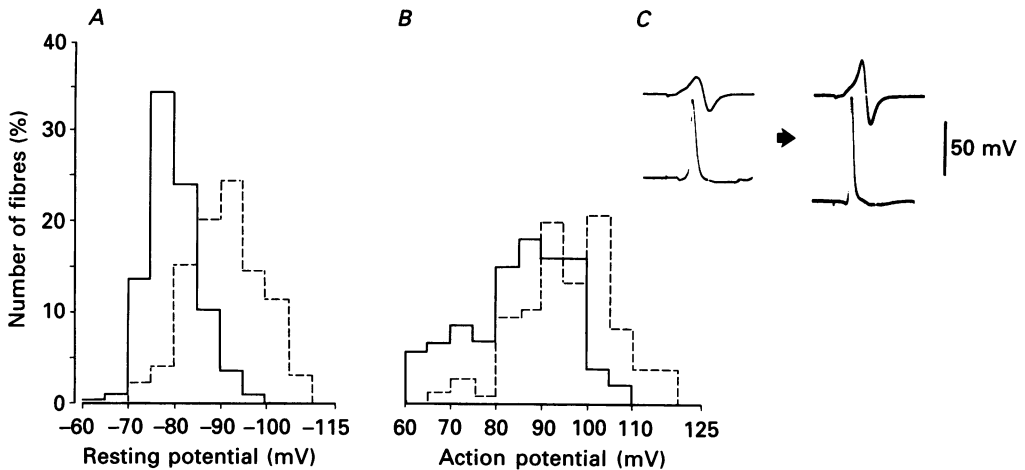 A
B
C
40
30
20
10
0
Number of fibres (%)
–60 –70 –80 –90 –100 –115
Resting potential (mV)
60 70 80 90 100 110 125
Action potential (mV)
50 mV